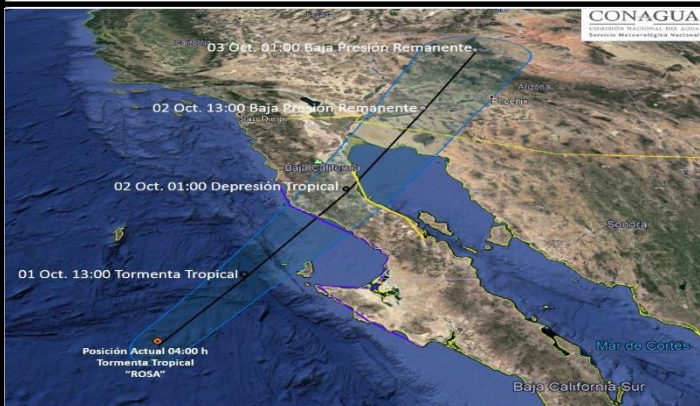 CONAGUA
COMISIÓN NACIONAL DEL AGUA
Servicio Meteorológico Nacional
03 Oct. 01:00 Baja Presión Remanente
California
Arizona
Phoenix
02 Oct. 13:00 Baja Presión Remanente
San Diego
Baja California
02 Oct. 01:00 Depresión Tropical
Sonora
01 Oct. 13:00 Tormenta Tropical
Posición Actual 04:00 h
Tormenta Tropical
"ROSA"
Mar de Cortés
Baja California Sur